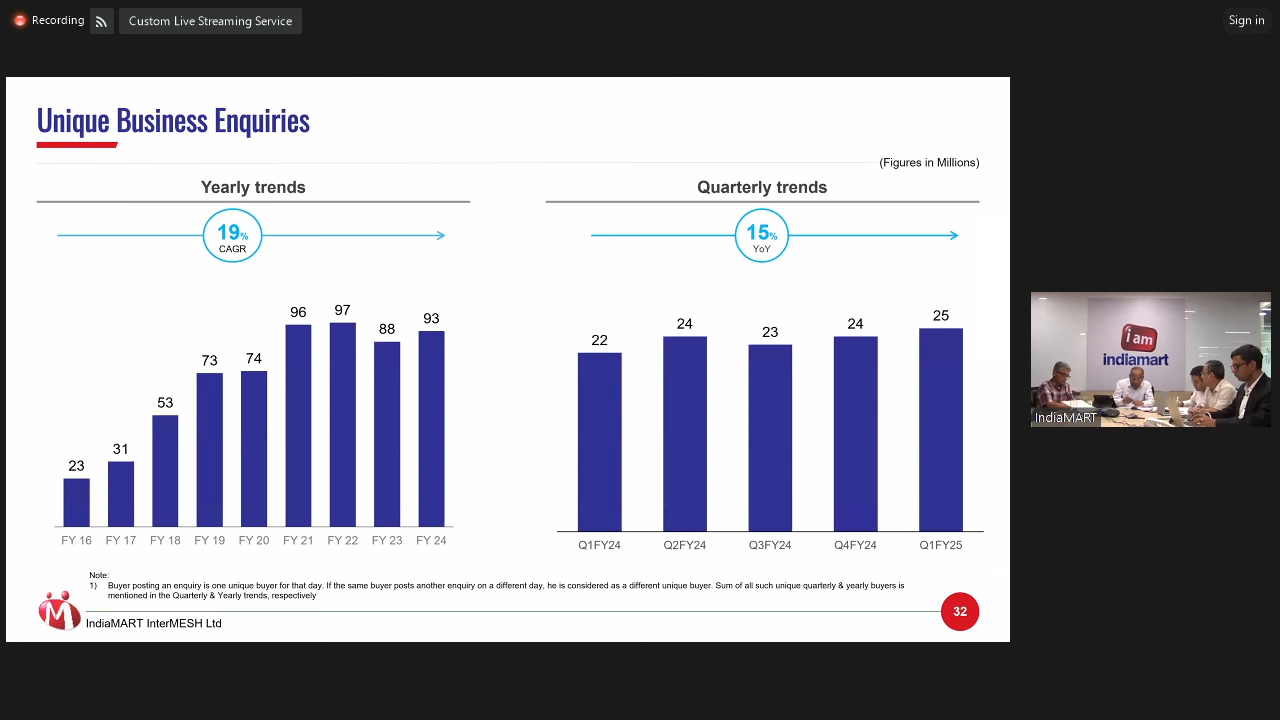 Recording
Custom Live Streaming Service
Sign in
Unique Business Enquiries
(Figures in Millions)
Yearly trends
19%
CAGR
23
31
53
73
74
96
97
88
93
FY 16
FY 17
FY 18
FY 19
FY 20
FY 21
FY 22
FY 23
FY 24
Quarterly trends
15%
YoY
22
24
23
24
25
Q1FY24
Q2FY24
Q3FY24
Q4FY24
Q1FY25
Note:
1) Buyer posting an enquiry is one unique buyer for that day. If the same buyer posts another enquiry on a different day, he is considered as a different unique buyer. Sum of all such unique quarterly & yearly buyers is
mentioned in the Quarterly & Yearly trends, respectively
M
IndiaMART InterMESH Ltd
32
i am
indiamart
IndiaMART